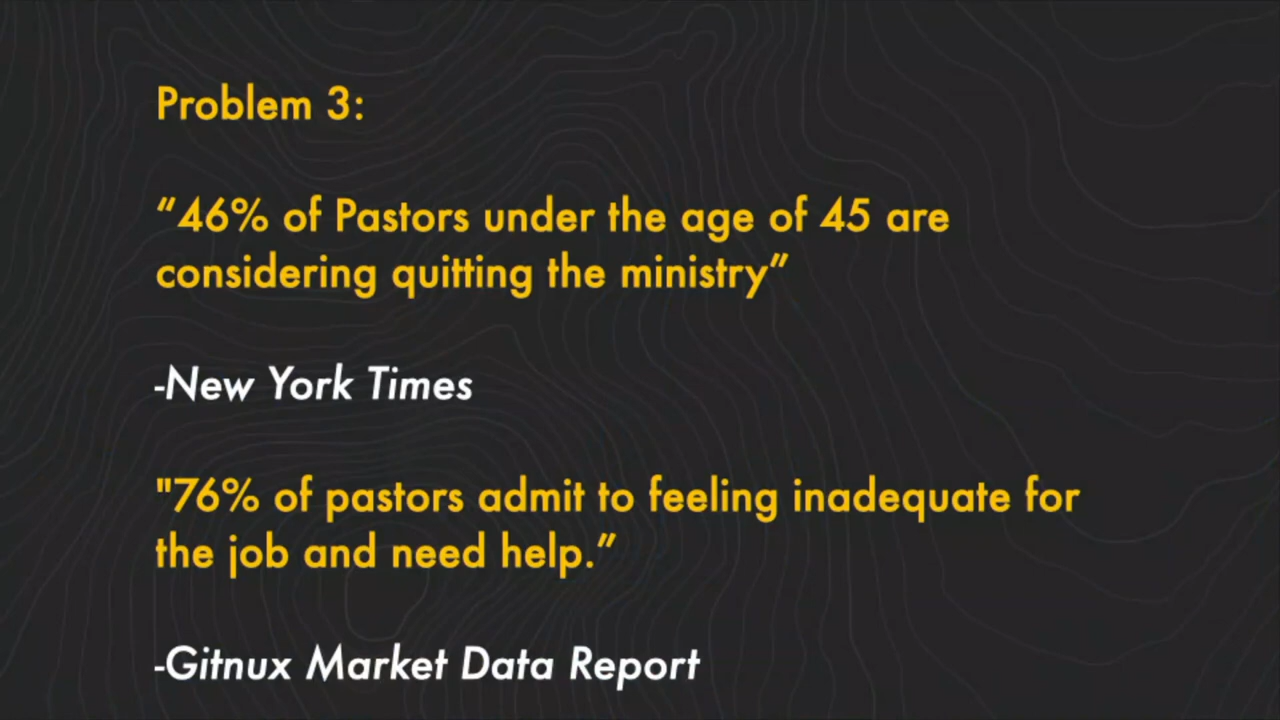 Problem 3:
“46% of Pastors under the age of 45 are
considering quitting the ministry”
-New York Times
"76% of pastors admit to feeling inadequate for
the job and need help.”
-Gitnux Market Data Report